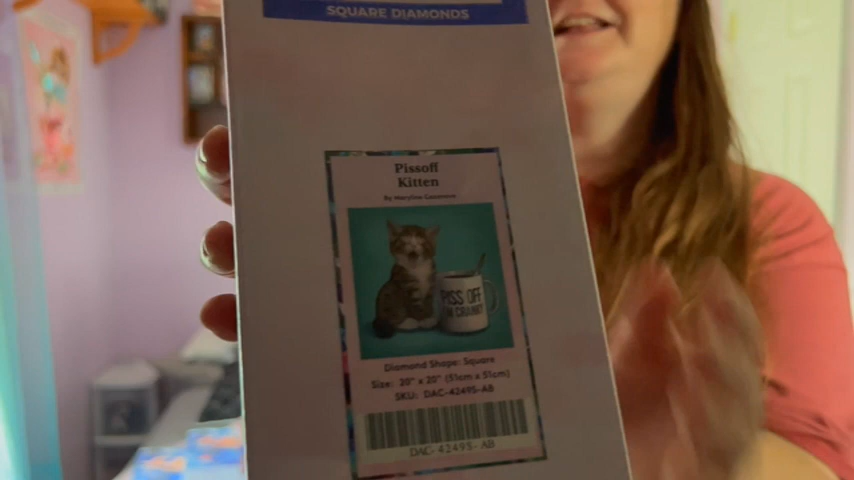 SQUARE DIAMONDS
Pissoff
Kitten
PISS OFF
Diamond Shape: Square
Size: 20" x 20" (51cm x 51cm)
SKU: DAC-42495-AB
DAC-42495-AB